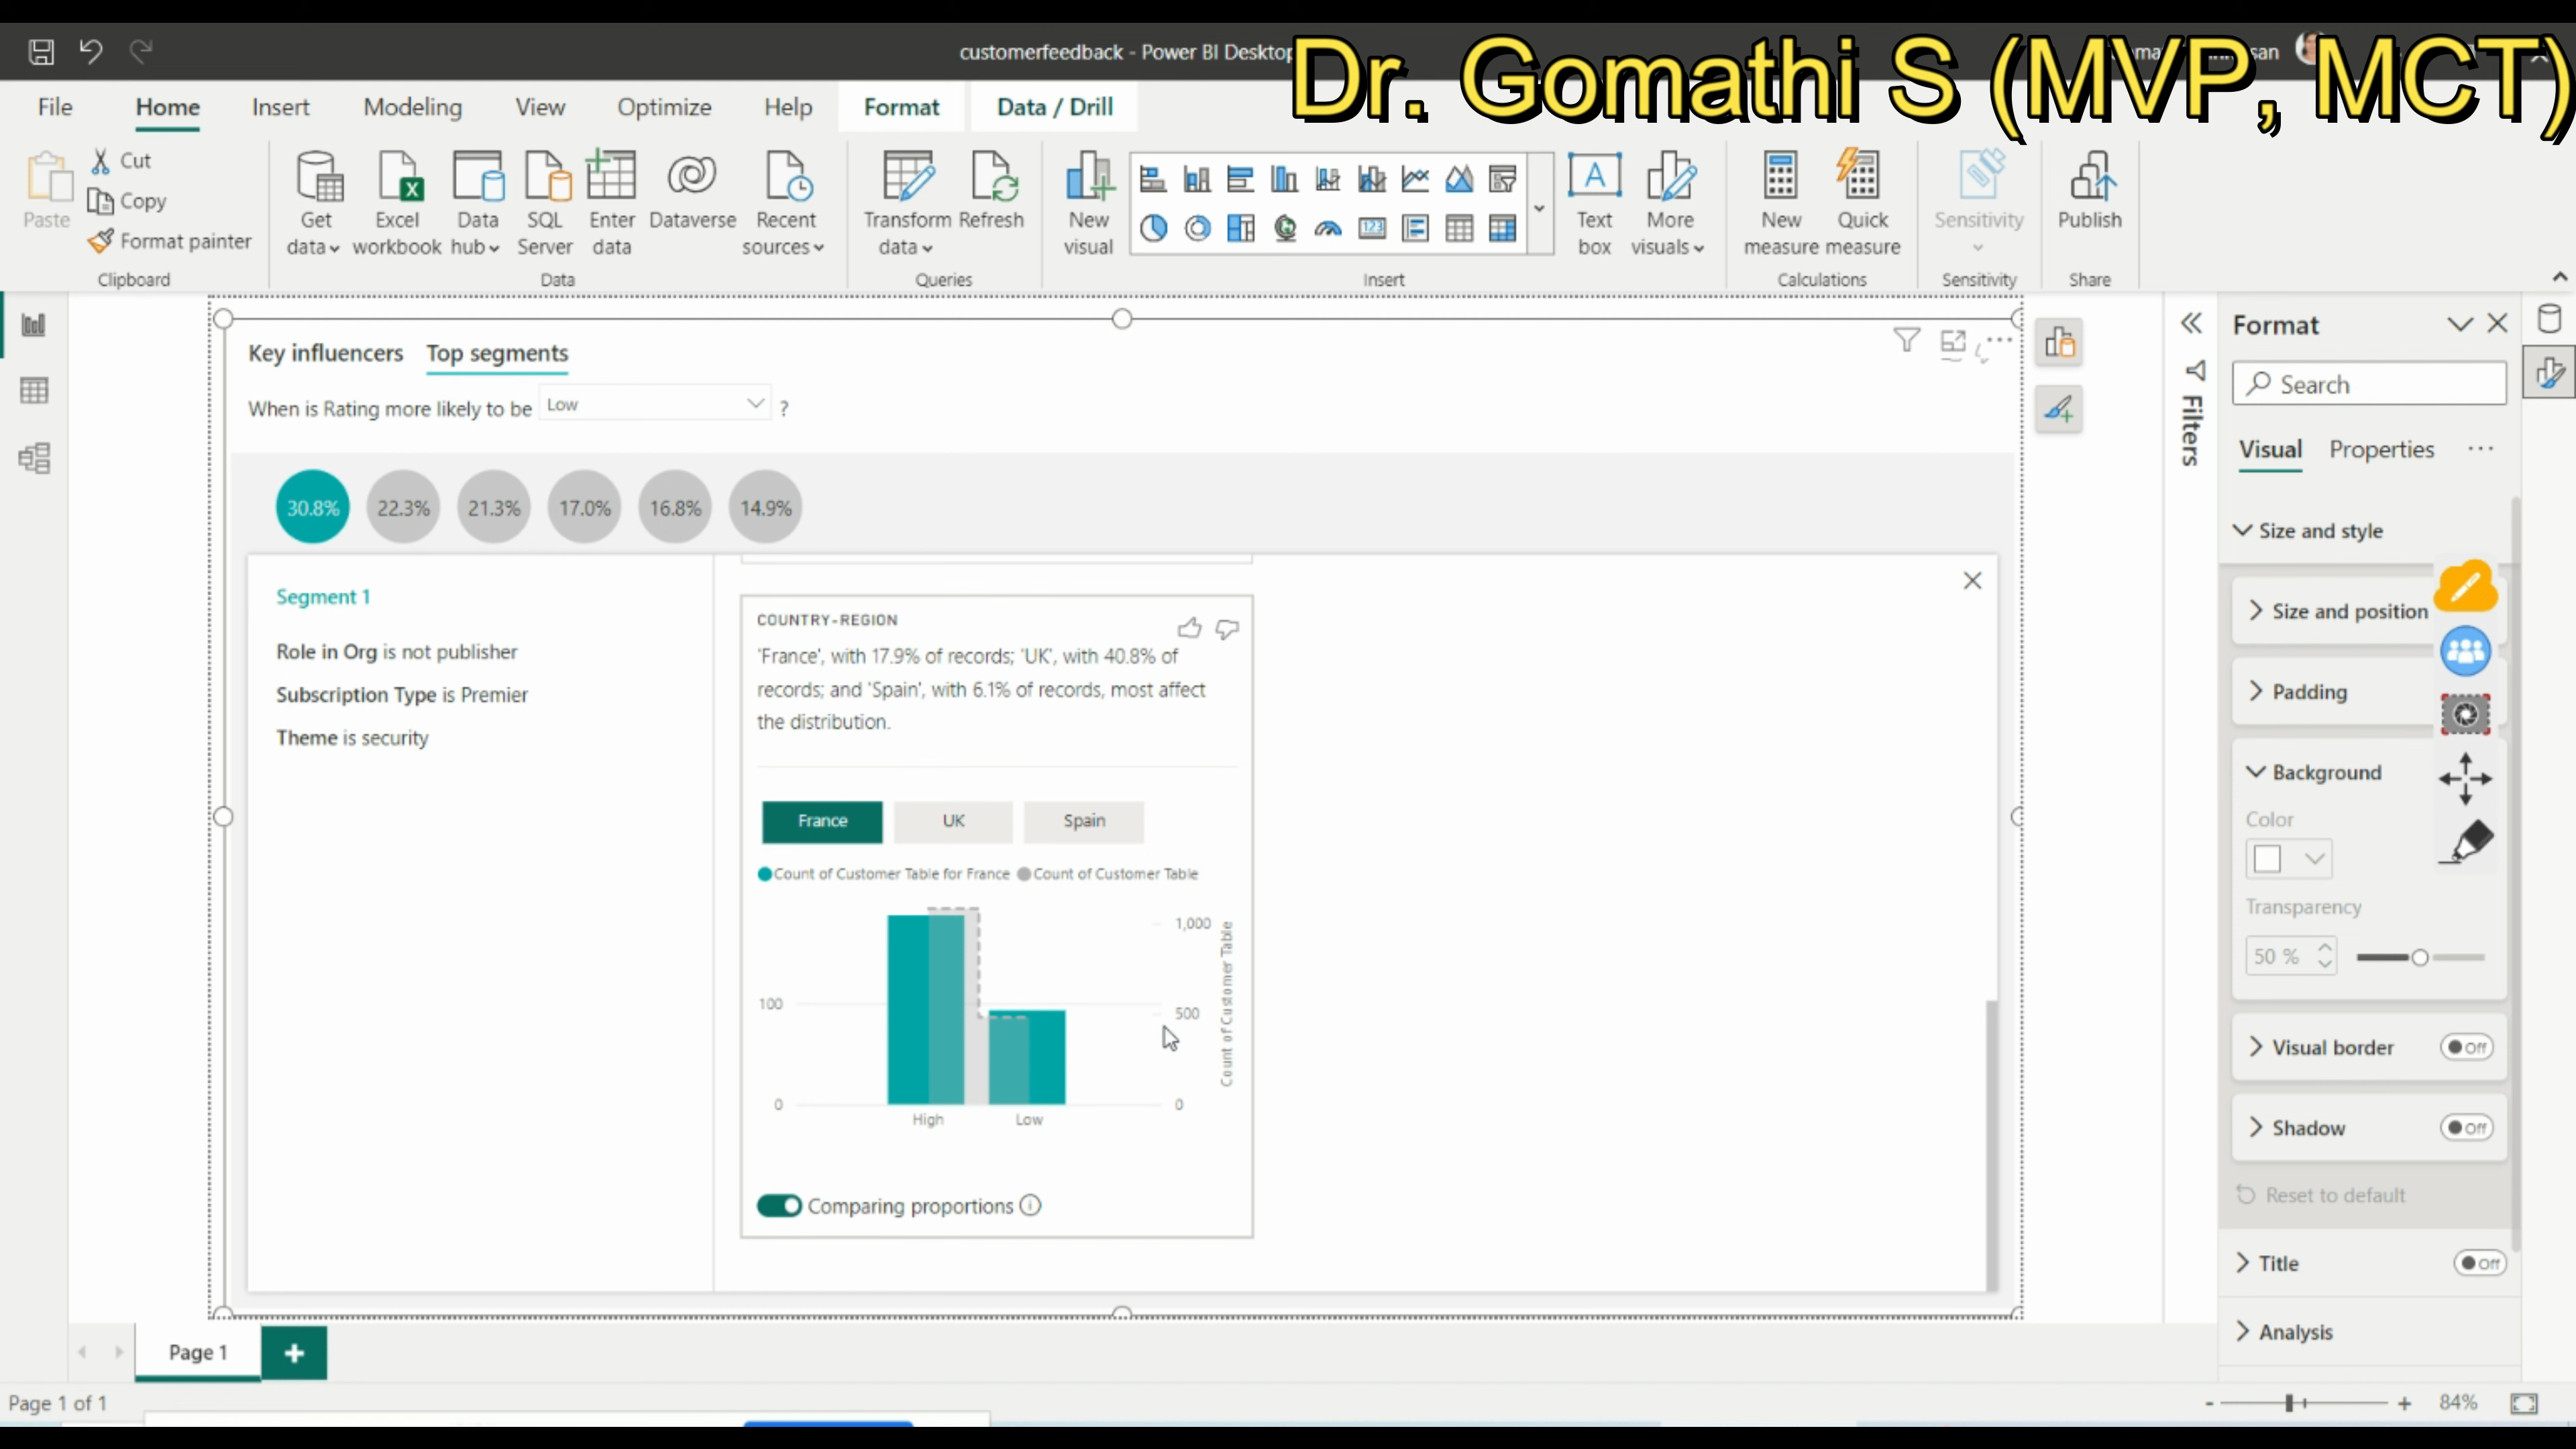 customerfeedback - Power BI Desktop
Dr. Gomathi S (MVP, MCT)
File Home Insert Modeling View Optimize Help Format Data / Drill
Paste
Cut
Copy
Format painter
Clipboard
Get data
Excel workbook
Data hub
SQL Server
Enter data
Dataverse
Recent sources
Data
Transform data
Refresh
Queries
New visual
123
Text box
More visuals
Insert
New measure
Quick measure
Calculations
Sensitivity
Sensitivity
Publish
Share
Key influencers Top segments
When is Rating more likely to be Low ?
30.8% 22.3% 21.3% 17.0% 16.8% 14.9%
Segment 1
Role in Org is not publisher
Subscription Type is Premier
Theme is security
COUNTRY-REGION
'France', with 17.9% of records; 'UK', with 40.8% of
records; and 'Spain', with 6.1% of records, most affect
the distribution.
France UK Spain
Count of Customer Table for France Count of Customer Table
1,000
100
500
0
0
High Low
Count of Customer Table
Comparing proportions
Filters
Format
Search
Visual Properties
Size and style
Size and position
Padding
Background
Color
Transparency
50 %
Visual border Off
Shadow Off
Reset to default
Title Off
Analysis
Page 1
Page 1 of 1
- + 84%